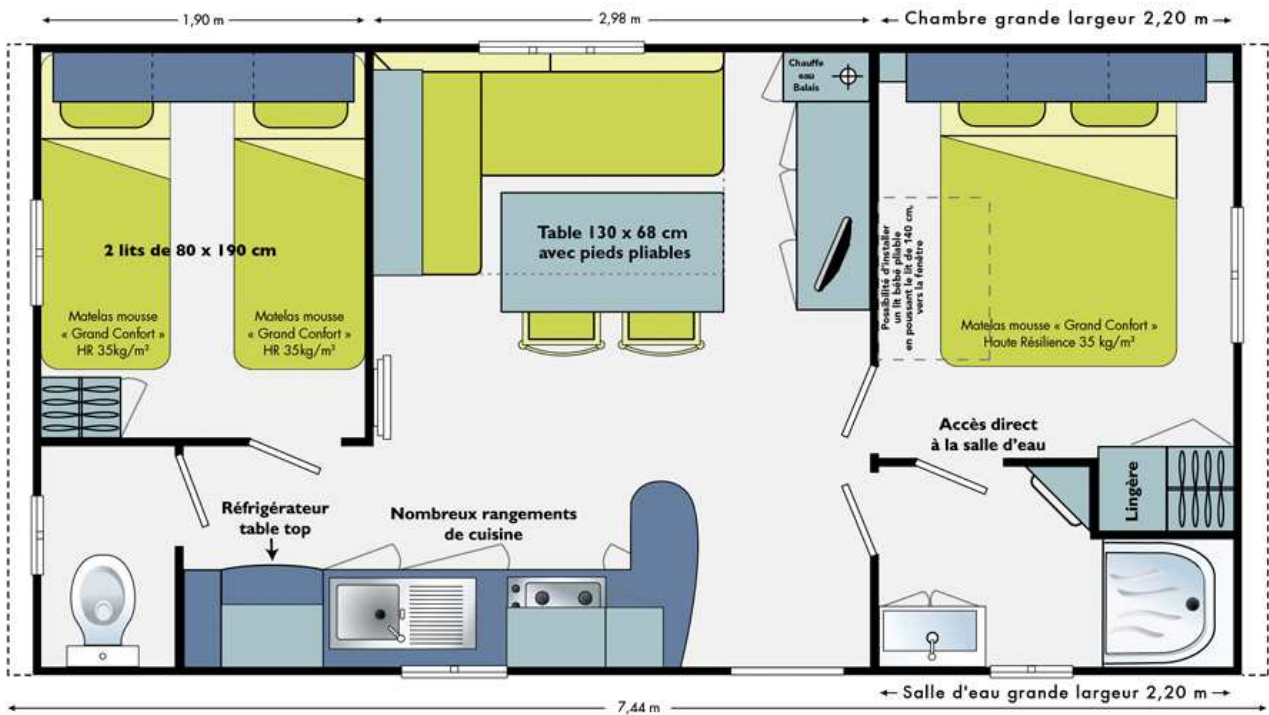 1,90 m
2,98 m
Chambre grande largeur 2,20 m
Chauffe
eau
Balais
2 lits de 80 x 190 cm
Matelas mousse
« Grand Confort »
HR 35kg/m³
Matelas mousse
« Grand Confort »
HR 35kg/m³
Table 130 x 68 cm
avec pieds pliables
Possibilité d'installer
un lit bébé pliable
en poussant le lit de 140 cm,
vers la fenêtre
Matelas mousse « Grand Confort »
Haute Résilience 35 kg/m³
Accès direct
à la salle d'eau
Lingère
Réfrigérateur
table top
Nombreux rangements
de cuisine
Salle d'eau grande largeur 2,20 m
7,44 m